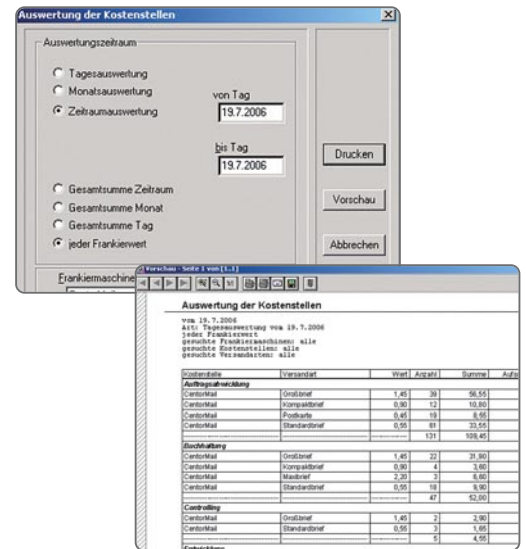 Auswertung der Kostenstellen
Auswertungszeitraum
Tagesauswertung
Monatsauswertung
Zeitraumauswertung
von Tag
19.7.2006
bis Tag
19.7.2006
Gesamtsumme Zeitraum
Gesamtsumme Monat
Gesamtsumme Tag
jeder Frankierwert
Drucken
Vorschau
Abbrechen
Frankiermaschine
Vorschau - Seite 1 von [1..1]
Auswertung der Kostenstellen
vom 19.7.2006
Art: Tagesauswertung vom 19.7.2006
jeder Frankierwert
gesuchte Frankiermaschinen: alle
gesuchte Kostenstellen: alle
gesuchte Versandarten: alle
Kostenstelle Versandart Wert Anzahl Summe
Auftragsabwicklung
CentorMail Großbrief 1,45 39 56,55
CentorMail Kompaktbrief 0,90 12 10,80
CentorMail Postkarte 0,45 19 8,55
CentorMail Standardbrief 0,55 61 33,55
131 109,45
Buchhaltung
CentorMail Großbrief 1,45 22 31,90
CentorMail Kompaktbrief 0,90 4 3,60
CentorMail Maxibrief 2,20 3 6,60
CentorMail Standardbrief 0,55 18 9,90
47 52,00
Controlling
CentorMail Großbrief 1,45 2 2,90
CentorMail Standardbrief 0,55 3 1,65
5 4,55
Entwicklung